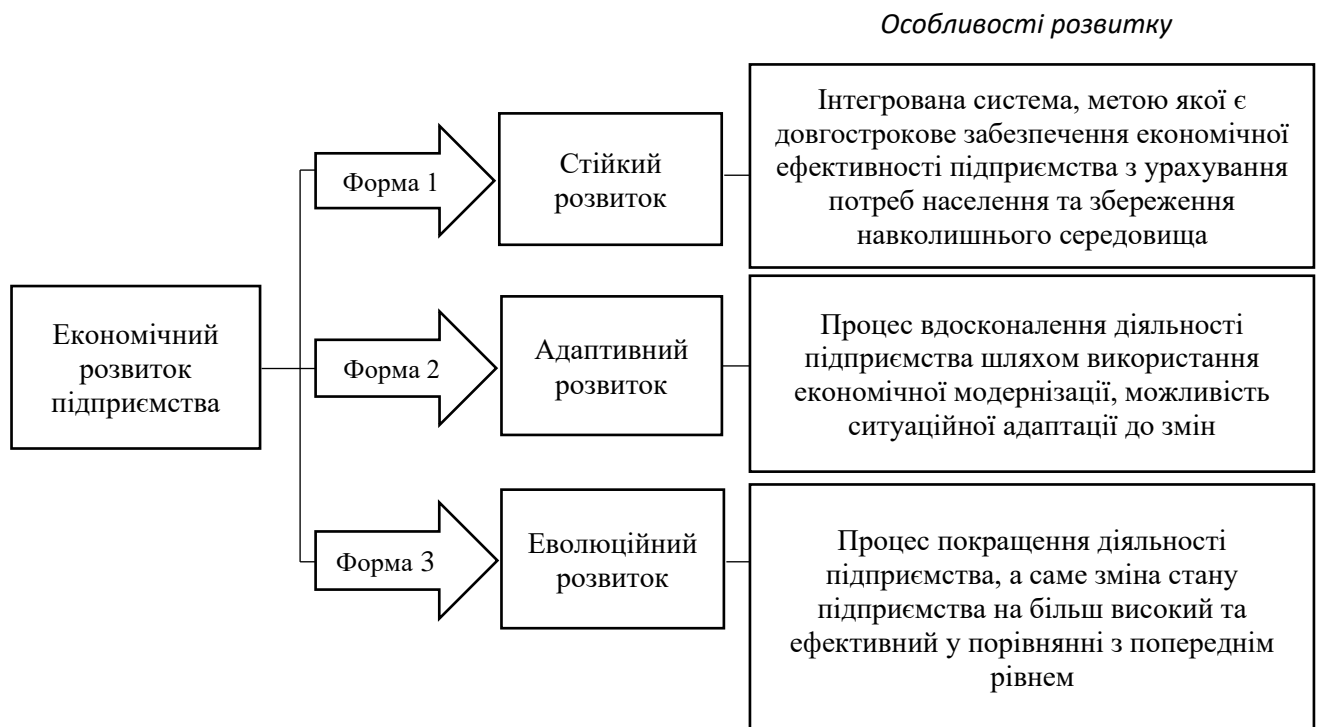 Особливості розвитку
Економічний
розвиток
підприємства
Форма 1
Стійкий
розвиток
Інтегрована система, метою якої є
довгострокове забезпечення економічної
ефективності підприємства з урахування
потреб населення та збереження
навколишнього середовища
Форма 2
Адаптивний
розвиток
Процес вдосконалення діяльності
підприємства шляхом використання
економічної модернізації, можливість
ситуаційної адаптації до змін
Форма 3
Еволюційний
розвиток
Процес покращення діяльності
підприємства, а саме зміна стану
підприємства на більш високий та
ефективний у порівнянні з попереднім
рівнем